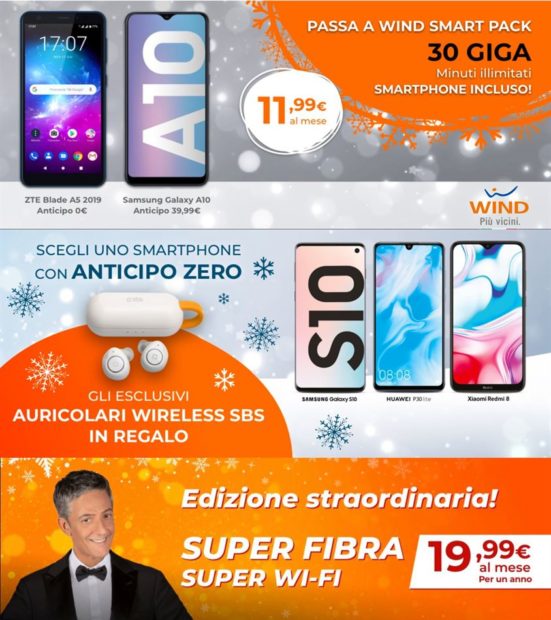 PASSA A WIND SMART PACK
30 GIGA
Minuti illimitati
SMARTPHONE INCLUSO!
17:07
A10
11,99€
al mese
ZTE Blade A5 2019
Anticipo 0€
Samsung Galaxy A10
Anticipo 39,99€
WIND
Più vicini.
SCEGLI UNO SMARTPHONE
CON ANTICIPO ZERO
S10
08:08
SAMSUNG Galaxy S10
HUAWEI P30 lite
Xiaomi Redmi 8
GLI ESCLUSIVI
AURICOLARI WIRELESS SBS
IN REGALO
Edizione straordinaria!
SUPER FIBRA
SUPER WI-FI
19,99€
al mese
Per un anno